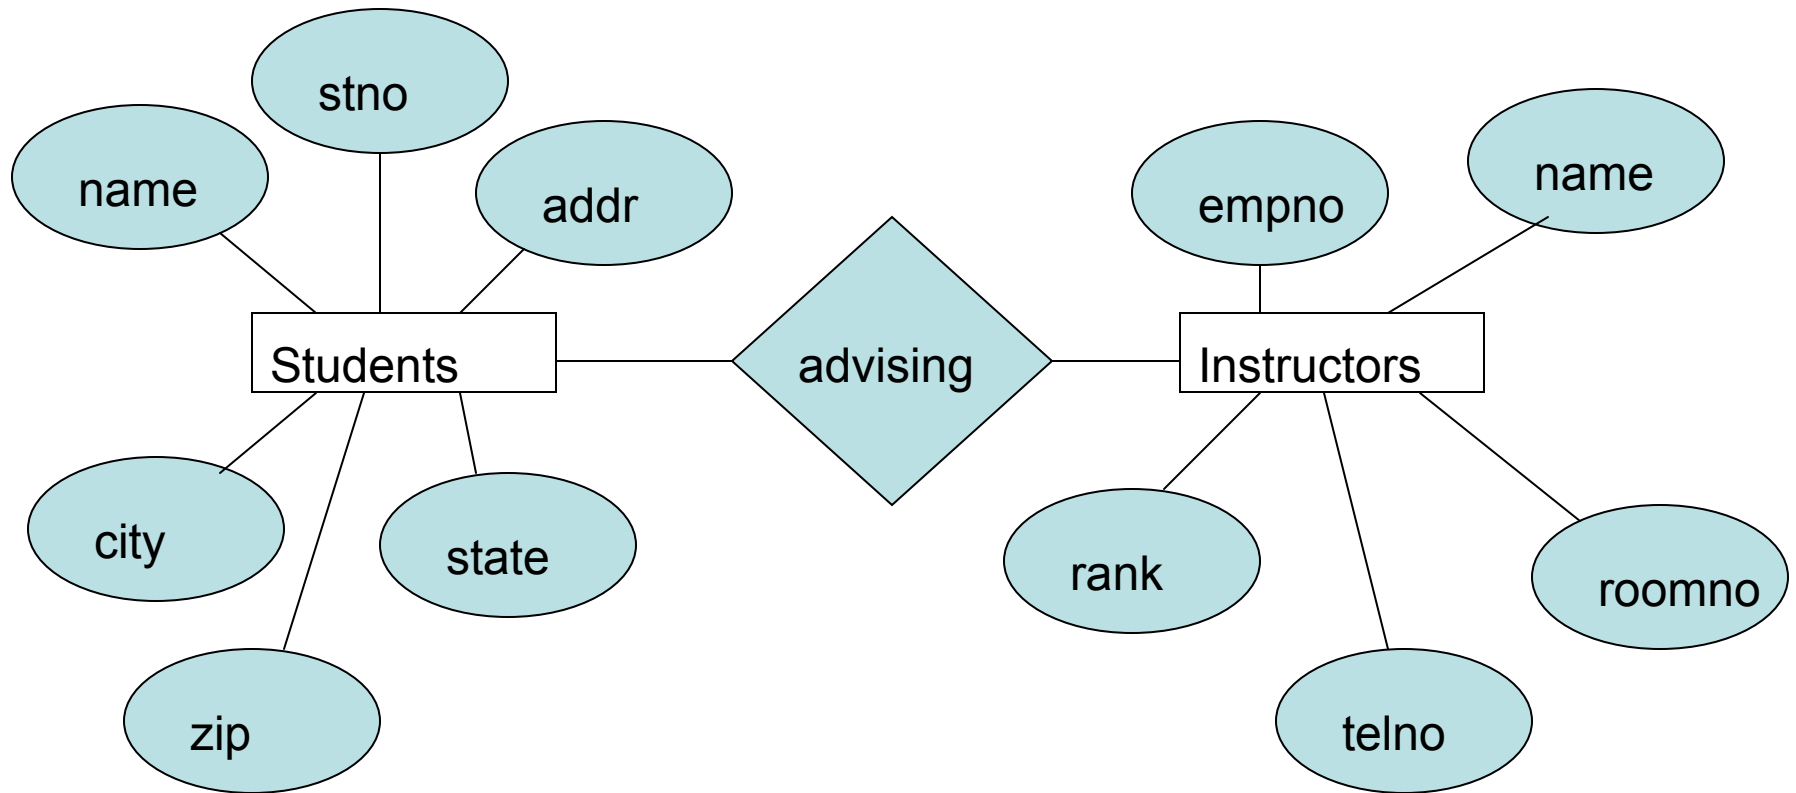 stno
name
addr
empno
name
Students
advising
Instructors
city
state
rank
roomno
zip
telno